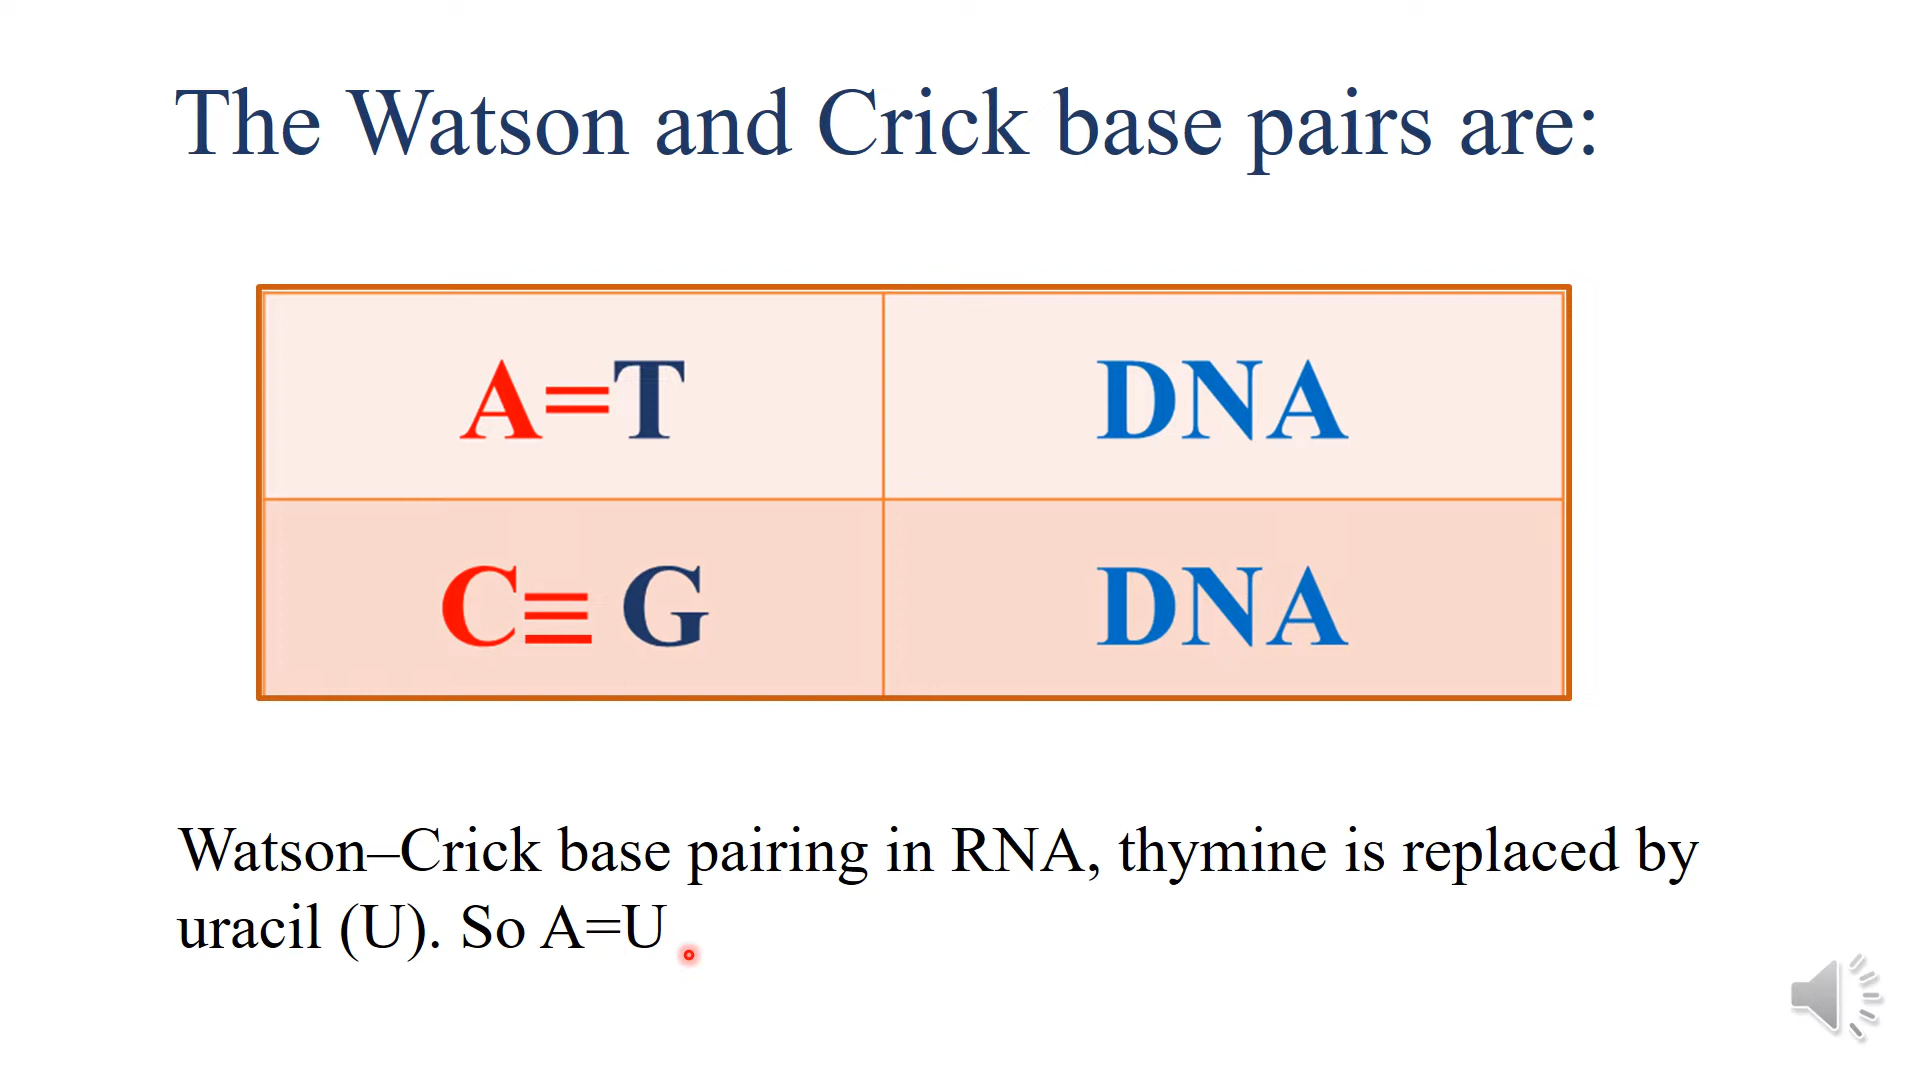 The Watson and Crick base pairs are:
A=T DNA
C≡ G DNA
Watson–Crick base pairing in RNA, thymine is replaced by
uracil (U). So A=U